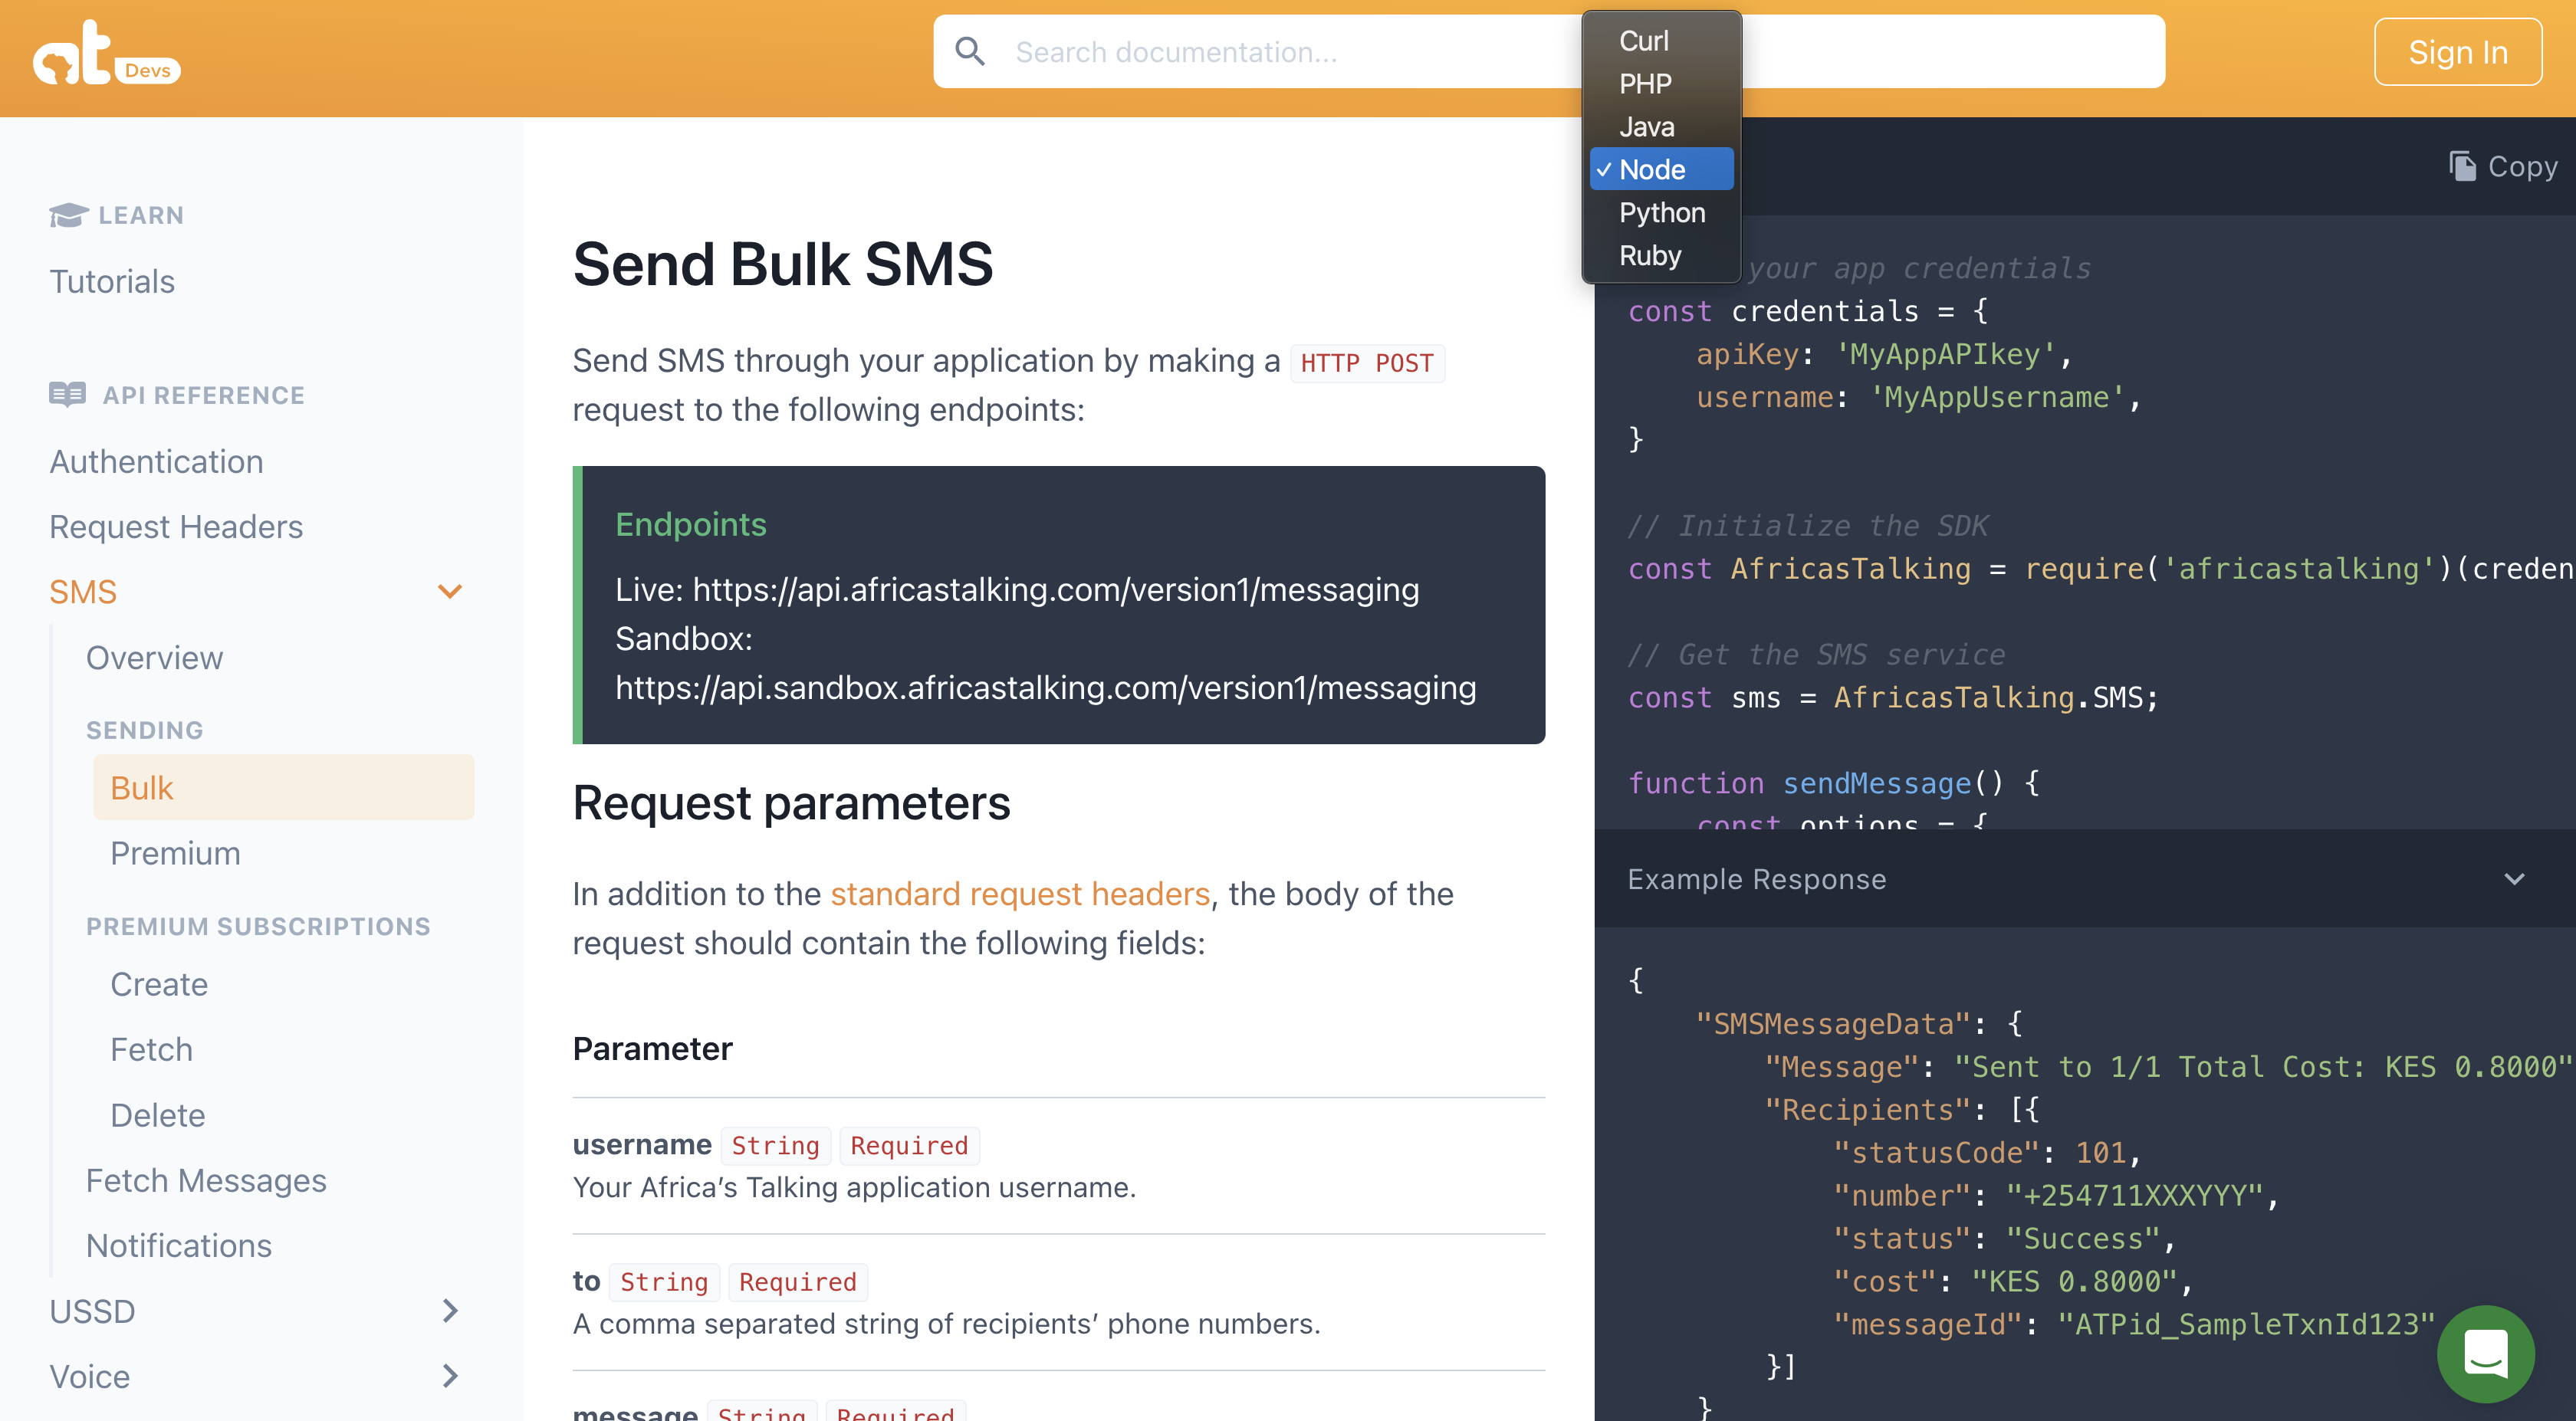 at Devs
Search documentation...
Sign In
LEARN
Tutorials
API REFERENCE
Authentication
Request Headers
SMS
Overview
SENDING
Bulk
Premium
PREMIUM SUBSCRIPTIONS
Create
Fetch
Delete
Fetch Messages
Notifications
USSD
Voice
Send Bulk SMS
Send SMS through your application by making a HTTP POST
request to the following endpoints:
Endpoints
Live: https://api.africastalking.com/version1/messaging
Sandbox:
https://api.sandbox.africastalking.com/version1/messaging
Request parameters
In addition to the standard request headers, the body of the
request should contain the following fields:
Parameter
username String Required
Your Africa’s Talking application username.
to String Required
A comma separated string of recipients’ phone numbers.
message String Required
Curl
PHP
Java
✓ Node
Python
Ruby
Copy
your app credentials
const credentials = {
apiKey: 'MyAppAPIkey',
username: 'MyAppUsername',
}
// Initialize the SDK
const AfricasTalking = require('africastalking')(creden
// Get the SMS service
const sms = AfricasTalking.SMS;
function sendMessage() {
const options = {
Example Response
{
"SMSMessageData": {
"Message": "Sent to 1/1 Total Cost: KES 0.8000"
"Recipients": [{
"statusCode": 101,
"number": "+254711XXXYYY",
"status": "Success",
"cost": "KES 0.8000",
"messageId": "ATPid_SampleTxnId123"
}]
}